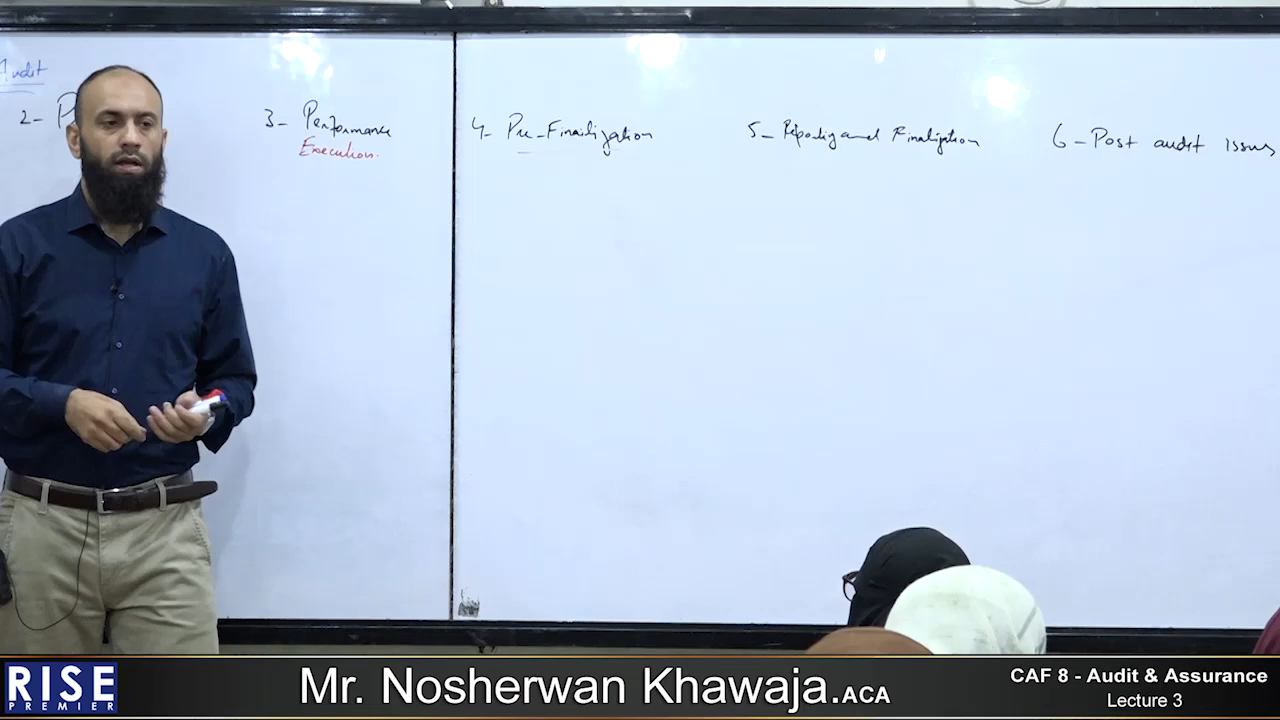 Audit
2-
3- Performance
Execution.
4- Pre-Finalization
5- Reporting and Finalization
6- Post audit issues
RISE
PREMIER
Mr. Nosherwan Khawaja.ACA
CAF 8 - Audit & Assurance
Lecture 3